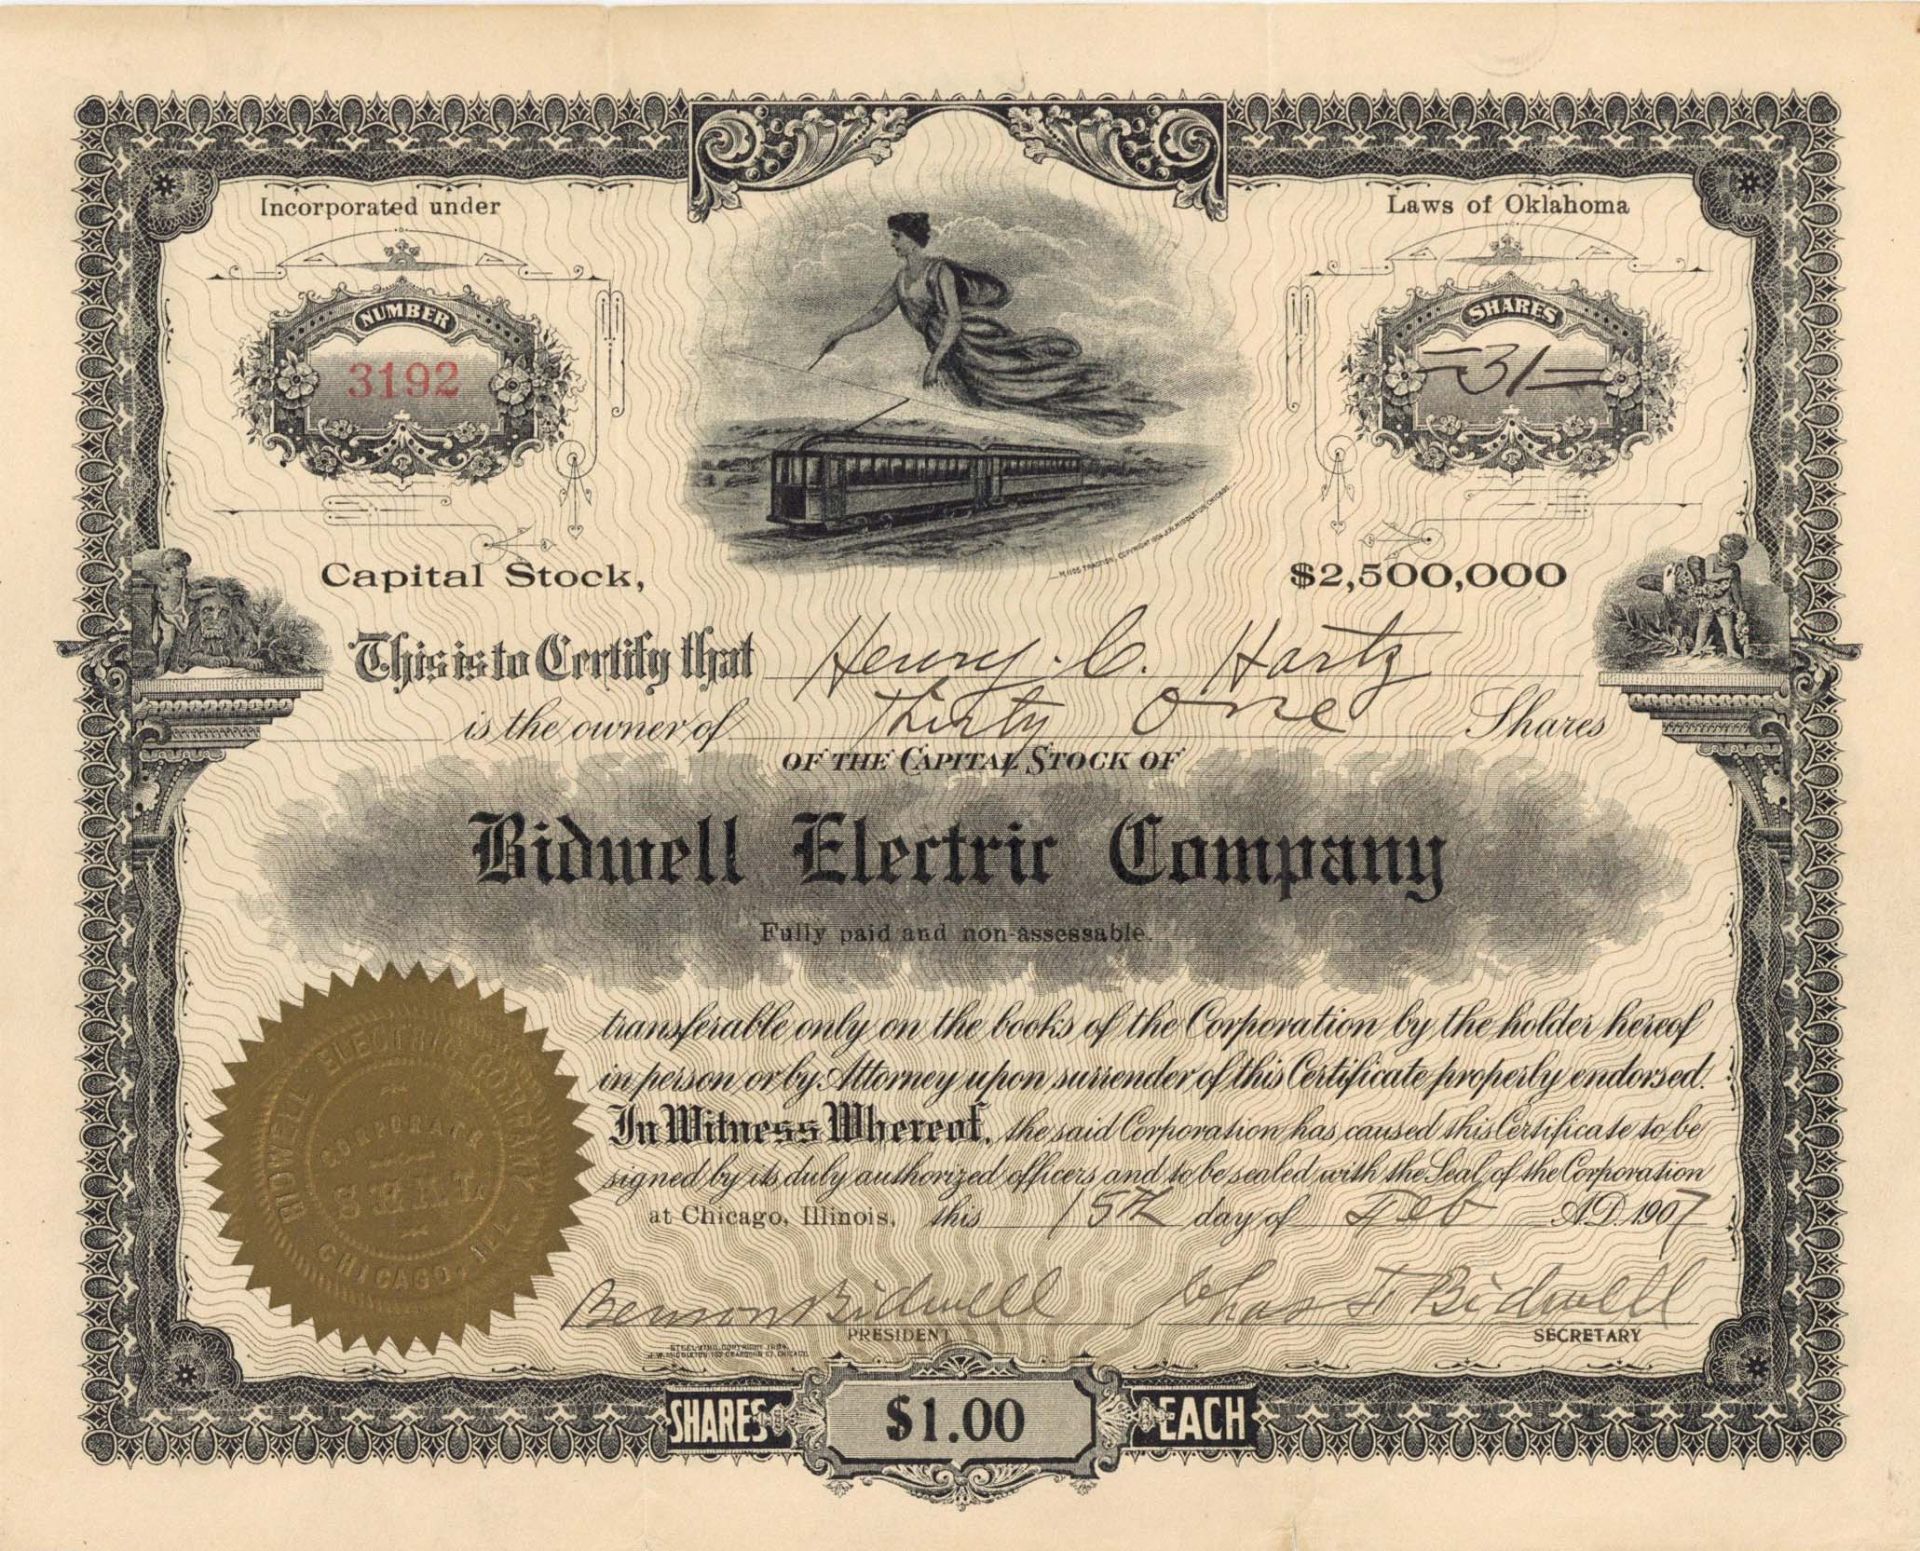 Incorporated under
Laws of Oklahoma
NUMBER
3192
SHARES
=31=
Capital Stock,
$2,500,000
This is to Certify that Henry. C. Hartz
is the owner of Thirty One Shares
OF THE CAPITAL STOCK OF
Bidwell Electric Company
Fully paid and non-assessable.
transferable only on the books of the Corporation by the holder hereof
in person or by Attorney upon surrender of this Certificate properly endorsed.
In Witness Whereof, the said Corporation has caused this Certificate to be
signed by its duly authorized officers and to be sealed with the Seal of the Corporation
at Chicago, Illinois, this 15th day of Feb A.D. 1907
BIDWELL ELECTRIC COMPANY
CORPORATE
SEAL
CHICAGO, ILL.
Benson Bidwell
PRESIDENT
Chas F Bidwell
SECRETARY
SHARES $1.00 EACH